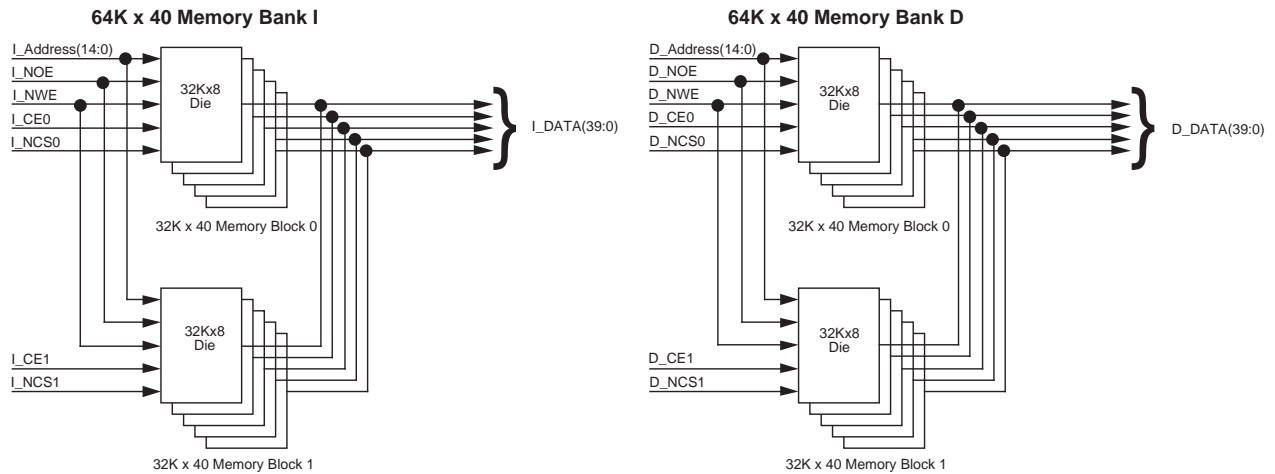 64K x 40 Memory Bank I
I_Address(14:0)
I_NOE
I_NWE
I_CE0
I_NCS0
32Kx8
Die
I_DATA(39:0)
32K x 40 Memory Block 0
32Kx8
Die
I_CE1
I_NCS1
32K x 40 Memory Block 1
64K x 40 Memory Bank D
D_Address(14:0)
D_NOE
D_NWE
D_CE0
D_NCS0
32Kx8
Die
D_DATA(39:0)
32K x 40 Memory Block 0
32Kx8
Die
D_CE1
D_NCS1
32K x 40 Memory Block 1